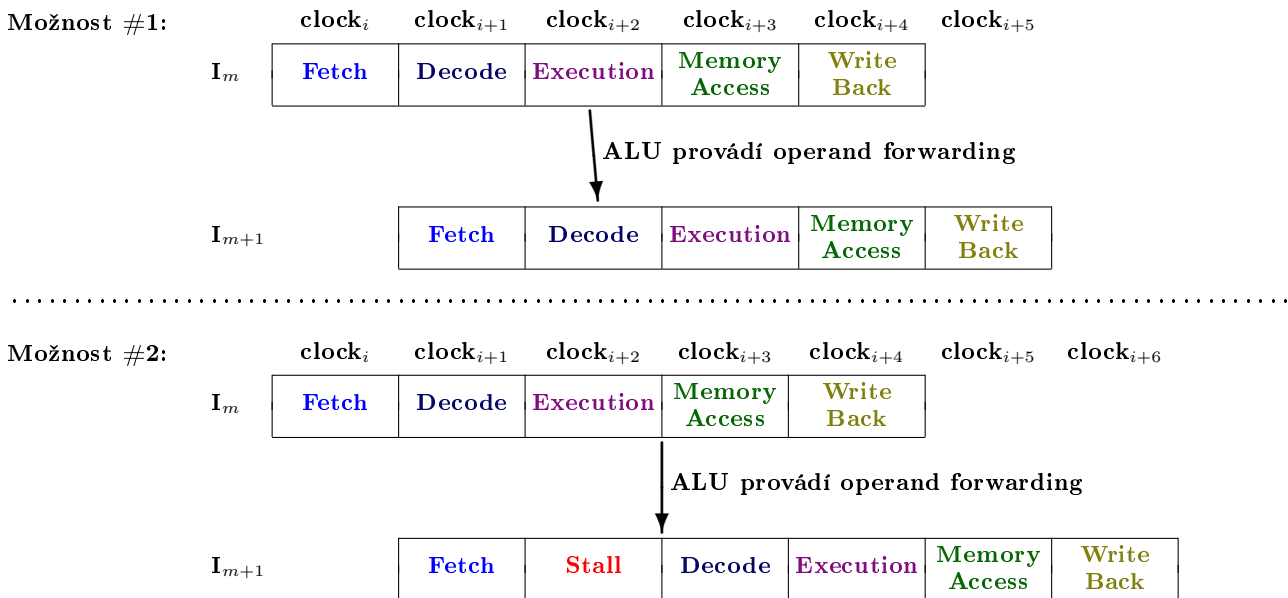 Možnost #1: clock_i clock_{i+1} clock_{i+2} clock_{i+3} clock_{i+4} clock_{i+5}
I_m Fetch Decode Execution Memory Access Write Back
ALU provádí operand forwarding
I_{m+1} Fetch Decode Execution Memory Access Write Back
Možnost #2: clock_i clock_{i+1} clock_{i+2} clock_{i+3} clock_{i+4} clock_{i+5} clock_{i+6}
I_m Fetch Decode Execution Memory Access Write Back
ALU provádí operand forwarding
I_{m+1} Fetch Stall Decode Execution Memory Access Write Back